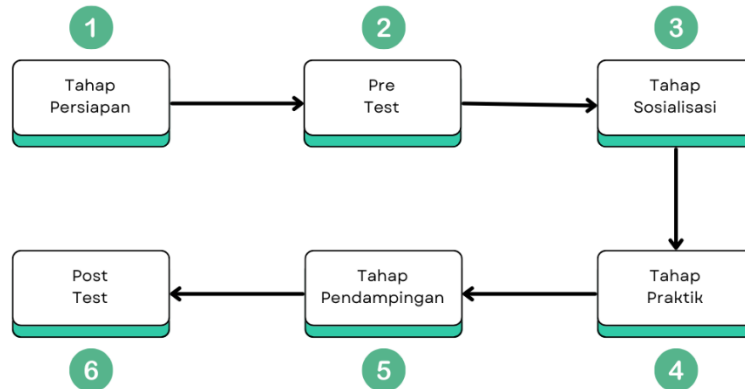 1
Tahap
Persiapan
2
Pre
Test
3
Tahap
Sosialisasi
Tahap
Praktik
4
Tahap
Pendampingan
5
Post
Test
6